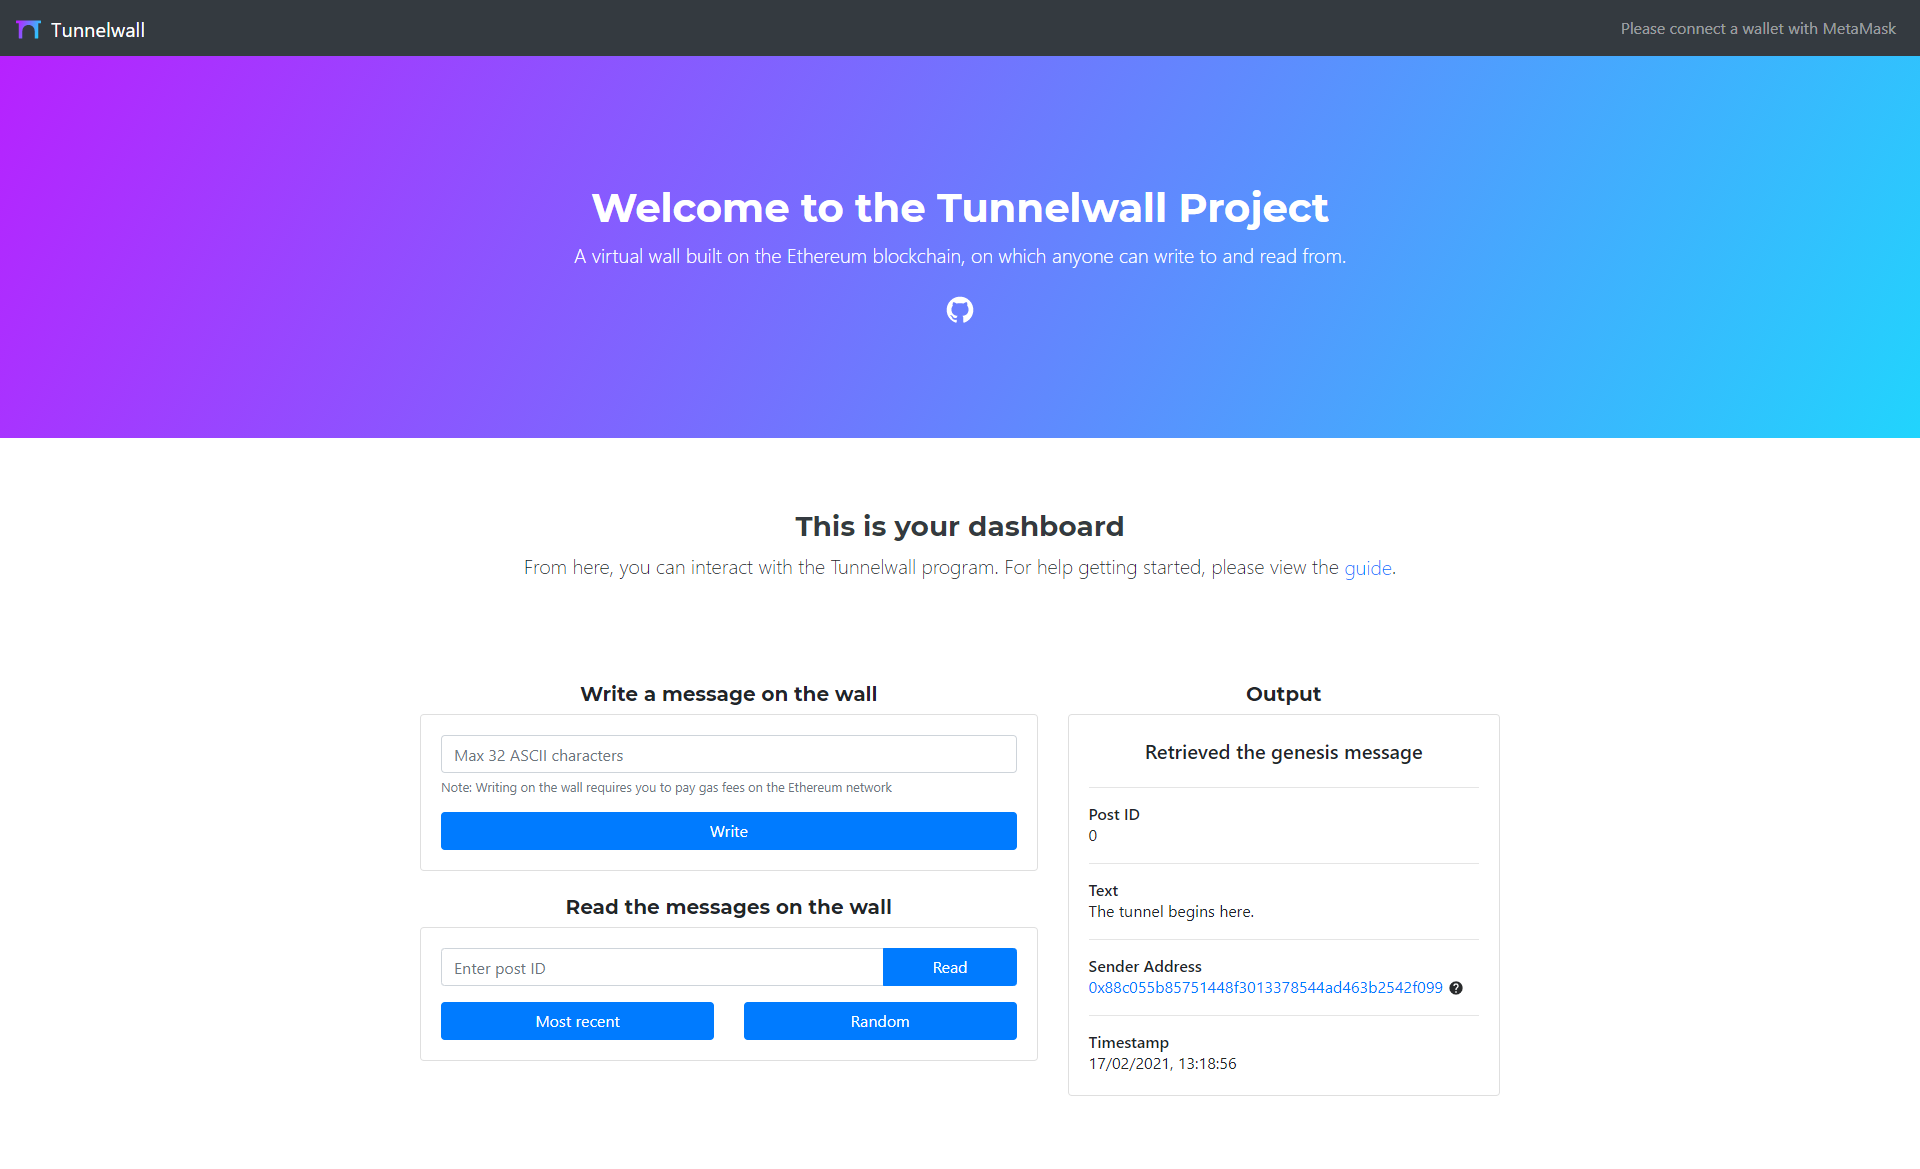 Tunnelwall
Please connect a wallet with MetaMask
Welcome to the Tunnelwall Project
A virtual wall built on the Ethereum blockchain, on which anyone can write to and read from.
This is your dashboard
From here, you can interact with the Tunnelwall program. For help getting started, please view the guide.
Write a message on the wall
Max 32 ASCII characters
Note: Writing on the wall requires you to pay gas fees on the Ethereum network
Write
Read the messages on the wall
Enter post ID
Read
Most recent
Random
Output
Retrieved the genesis message
Post ID
0
Text
The tunnel begins here.
Sender Address
0x88c055b85751448f3013378544ad463b2542f099
Timestamp
17/02/2021, 13:18:56